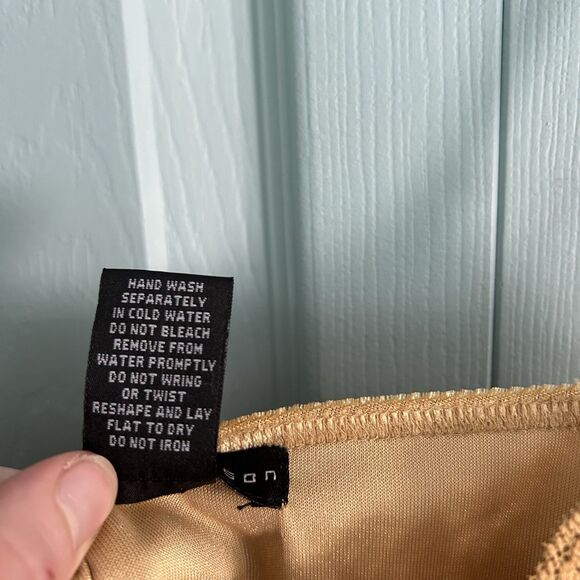 HAND WASH
SEPARATELY
IN COLD WATER
DO NOT BLEACH
REMOVE FROM
WATER PROMPTLY
DO NOT WRING
OR TWIST
RESHAPE AND LAY
FLAT TO DRY
DO NOT IRON